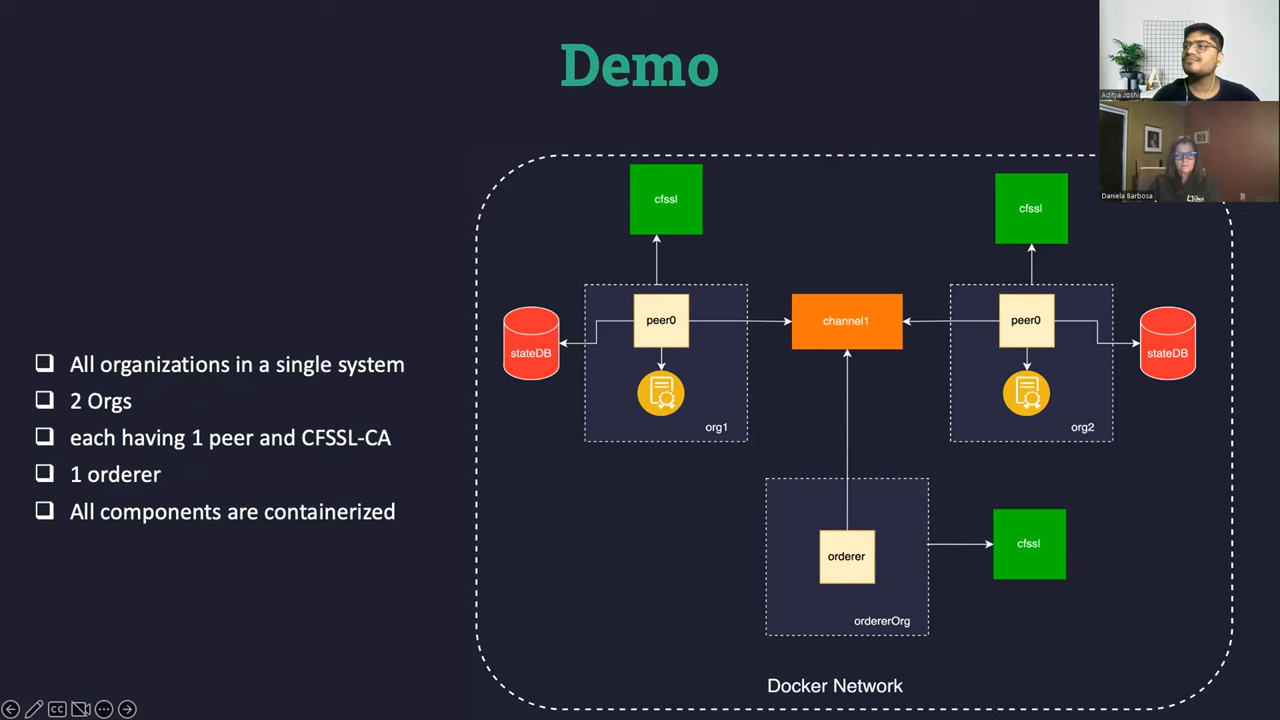 Demo
Aditya Joshi
Daniela Barbosa
All organizations in a single system
2 Orgs
each having 1 peer and CFSSL-CA
1 orderer
All components are containerized
cfssl
cfssl
peer0
channel1
peer0
stateDB
stateDB
org1
org2
orderer
cfssl
ordererOrg
Docker Network
CC